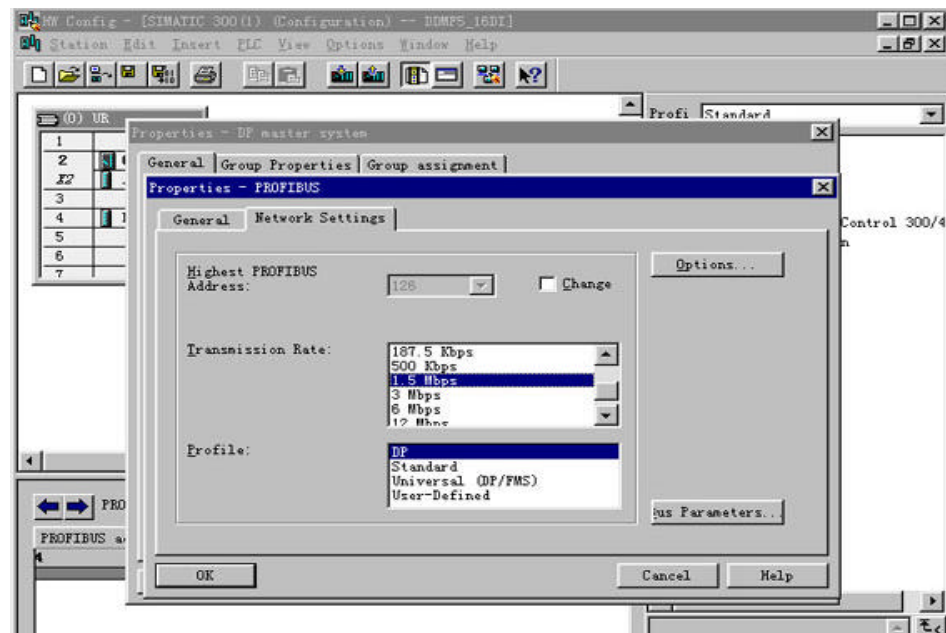 HW Config - [SIMATIC 300(1) (Configuration) -- DDMP5_16DI]
Station Edit Insert PLC View Options Window Help
(0) UR
Profi Standard
1
2
X2
3
4
5
6
7
Properties - DP master system
General Group Properties Group assignment
Properties - PROFIBUS
General Network Settings
Control 300/4
n
Highest PROFIBUS
Address:
126
Change
Options...
Transmission Rate:
187.5 Kbps
500 Kbps
1.5 Mbps
3 Mbps
6 Mbps
12 Mbps
Profile:
DP
Standard
Universal (DP/FMS)
User-Defined
us Parameters...
PRO
PROFIBUS a
4
OK Cancel Help